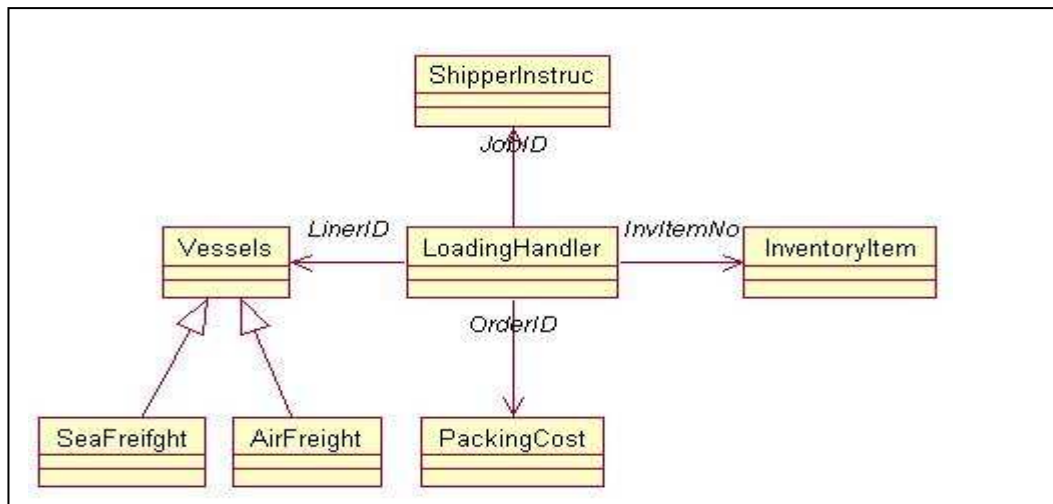 ShipperInstruc
JobID
LinerID
InvItemNo
Vessels
LoadingHandler
InventoryItem
OrderID
SeaFreifght
AirFreight
PackingCost